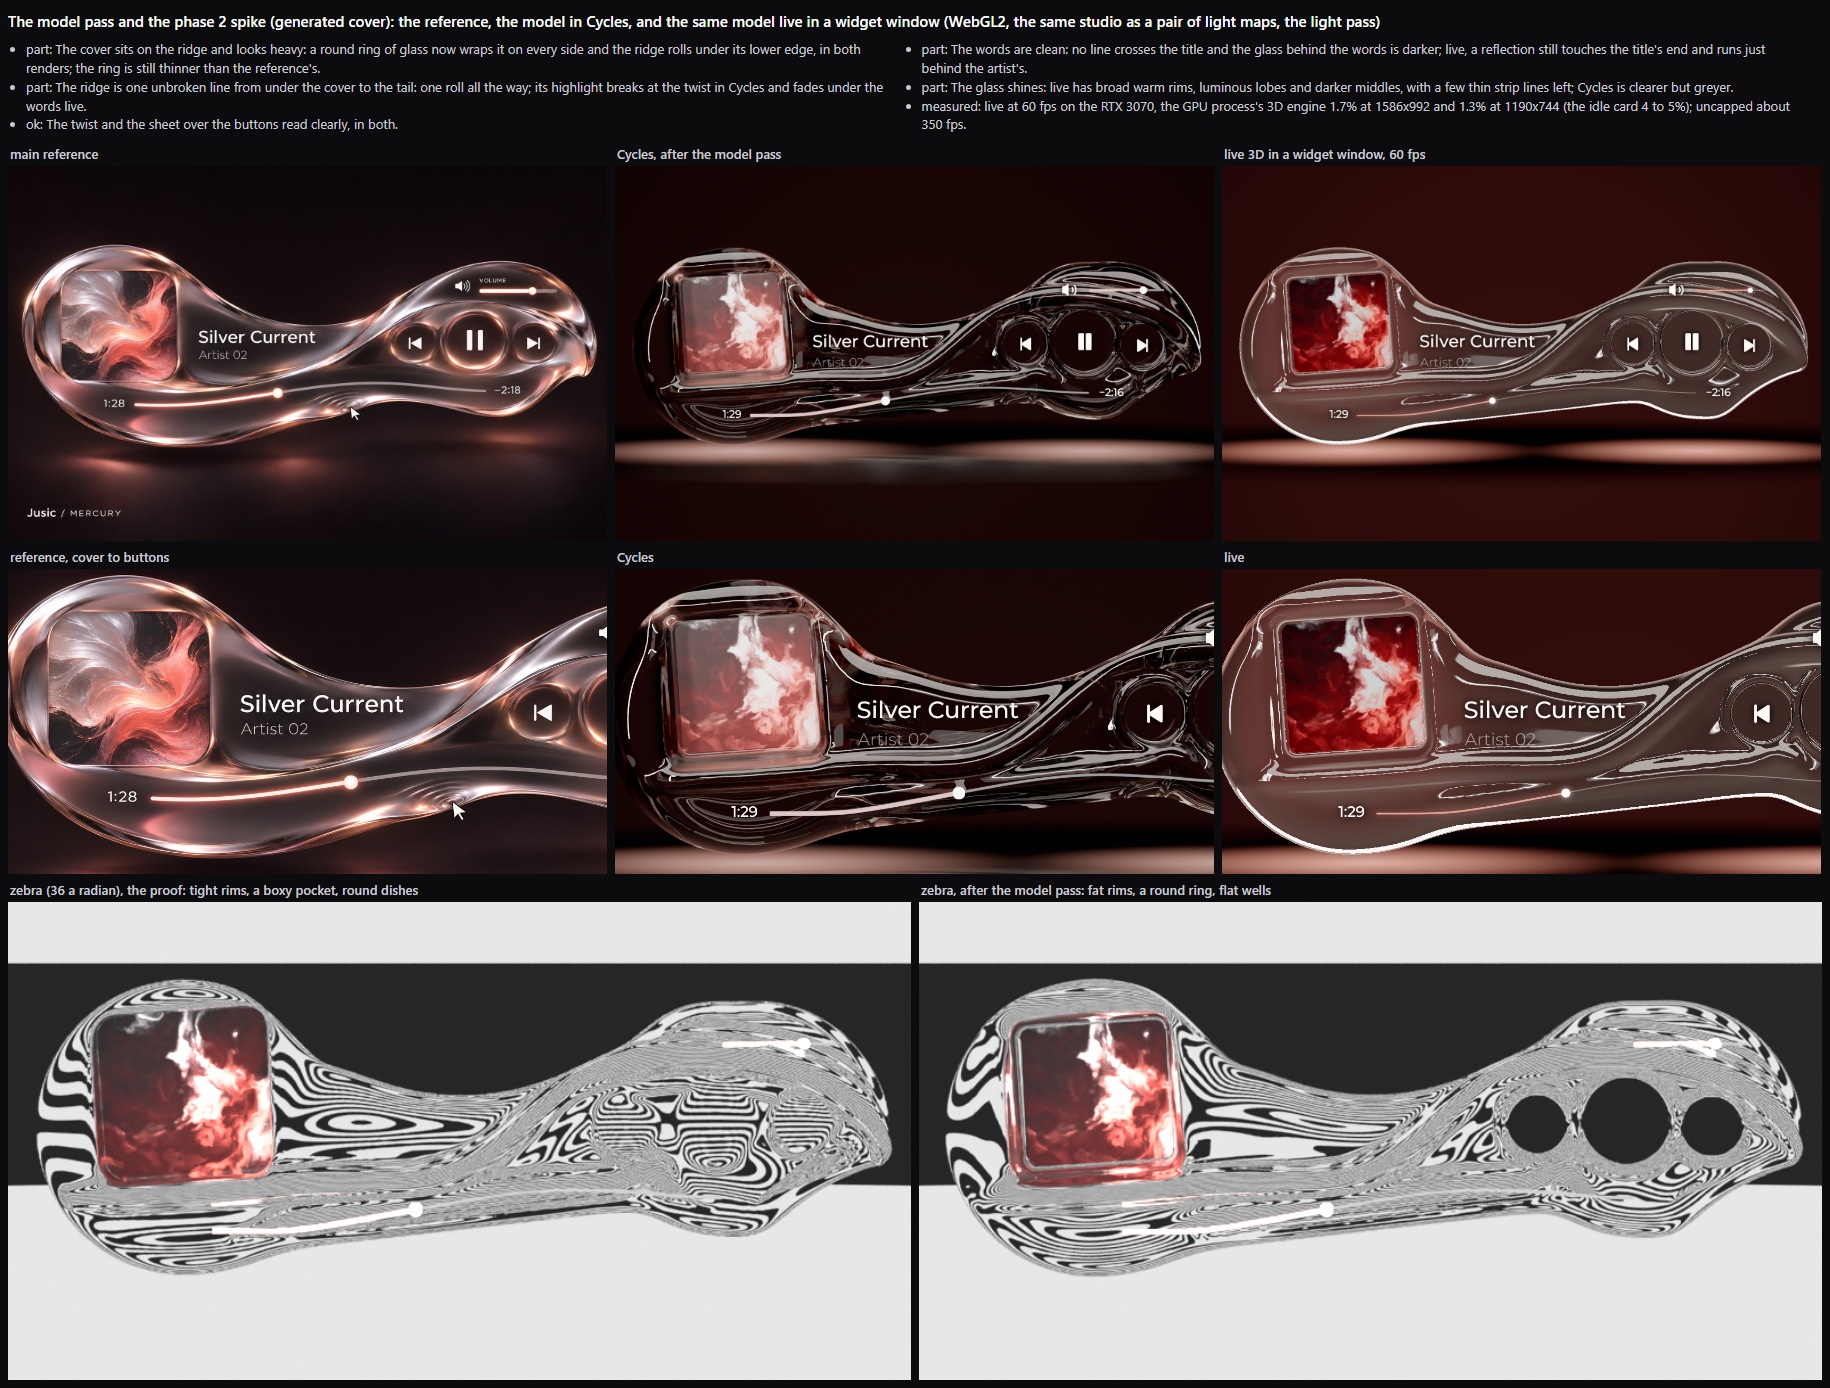 The model pass and the phase 2 spike (generated cover): the reference, the model in Cycles, and the same model live in a widget window (WebGL2, the same studio as a pair of light maps, the light pass)
part: The cover sits on the ridge and looks heavy: a round ring of glass now wraps it on every side and the ridge rolls under its lower edge, in both
renders; the ring is still thinner than the reference's.
part: The ridge is one unbroken line from under the cover to the tail: one roll all the way; its highlight breaks at the twist in Cycles and fades under the
words live.
ok: The twist and the sheet over the buttons read clearly, in both.
part: The words are clean: no line crosses the title and the glass behind the words is darker; live, a reflection still touches the title's end and runs just
behind the artist's.
part: The glass shines: live has broad warm rims, luminous lobes and darker middles, with a few thin strip lines left; Cycles is clearer but greyer.
measured: live at 60 fps on the RTX 3070, the GPU process's 3D engine 1.7% at 1586x992 and 1.3% at 1190x744 (the idle card 4 to 5%); uncapped about
350 fps.
main reference
VOLUME
Silver Current
Artist 02
1:28
−2:18
Jusic / MERCURY
Cycles, after the model pass
Silver Current
Artist 02
1:29
−2:16
live 3D in a widget window, 60 fps
Silver Current
Artist 02
1:29
−2:16
reference, cover to buttons
Silver Current
Artist 02
1:28
Cycles
Silver Current
Artist 02
1:29
live
Silver Current
Artist 02
1:29
zebra (36 a radian), the proof: tight rims, a boxy pocket, round dishes
zebra, after the model pass: fat rims, a round ring, flat wells